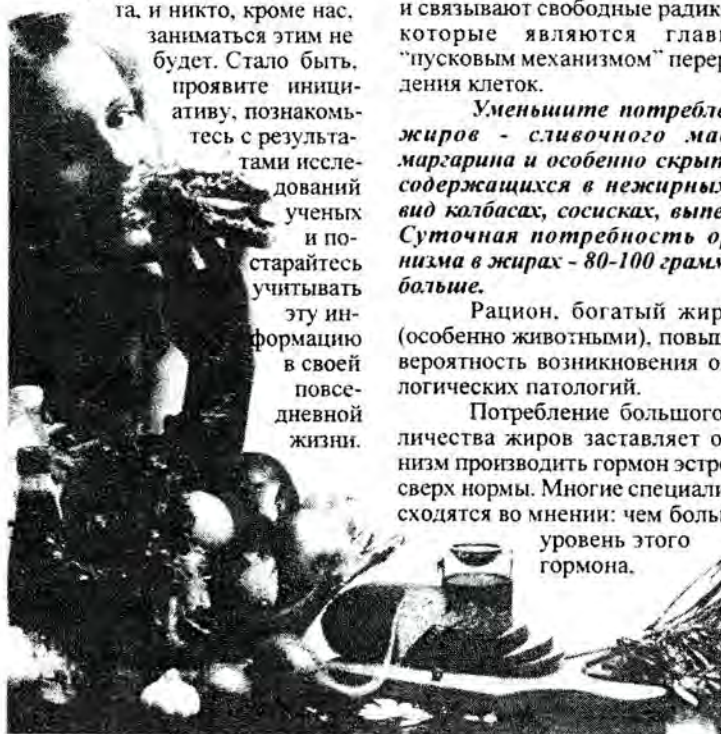 та, и никто, кроме нас,
заниматься этим не
будет. Стало быть,
проявите иници-
ативу, познакомь-
тесь с результа-
тами иссле-
дований
ученых
и по-
старайтесь
учитывать
эту ин-
формацию
в своей
повсе-
дневной
жизни.
и связывают свободные радик
которые являются глав
"пусковым механизмом" перер
дения клеток.
Уменьшите потребл
жиров - сливочного мас
маргарина и особенно скрыт
содержащихся в нежирных
вид колбасах, сосисках, выпе
Суточная потребность о
низма в жирах - 80-100 грамм
больше.
Рацион, богатый жир
(особенно животными), повыш
вероятность возникновения о
логических патологий.
Потребление большого
личества жиров заставляет о
низм производить гормон эстро
сверх нормы. Многие специали
сходятся во мнении: чем боль
уровень этого
гормона,